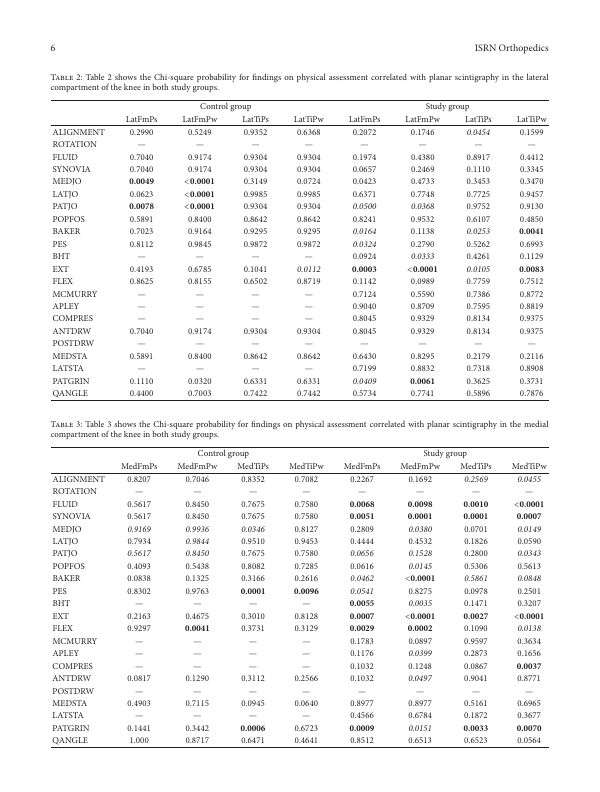 6
ISRN Orthopedics
TABLE 2: Table 2 shows the Chi-square probability for findings on physical assessment correlated with planar scintigraphy in the lateral
compartment of the knee in both study groups.
Control group Study group
LatFmPs LatFmPw LatTiPs LatTiPw LatFmPs LatFmPw LatTiPs LatTiPw
ALIGNMENT 0.2990 0.5249 0.9352 0.6368 0.2072 0.1746 0.0454 0.1599
ROTATION — — — — — — — —
FLUID 0.7040 0.9174 0.9304 0.9304 0.1974 0.4380 0.8917 0.4412
SYNOVIA 0.7040 0.9174 0.9304 0.9304 0.0657 0.2469 0.1110 0.3345
MEDJO 0.0049 <0.0001 0.3149 0.0724 0.0423 0.4733 0.3453 0.3470
LATJO 0.0623 <0.0001 0.9985 0.9985 0.6371 0.7748 0.7725 0.9457
PATJO 0.0078 <0.0001 0.9304 0.9304 0.0500 0.0368 0.9752 0.9130
POPFOS 0.5891 0.8400 0.8642 0.8642 0.8241 0.9532 0.6107 0.4850
BAKER 0.7023 0.9164 0.9295 0.9295 0.0164 0.1138 0.0253 0.0041
PES 0.8112 0.9845 0.9872 0.9872 0.0324 0.2790 0.5262 0.6993
BHT — — — — 0.0924 0.0333 0.4261 0.1129
EXT 0.4193 0.6785 0.1041 0.0112 0.0003 <0.0001 0.0105 0.0083
FLEX 0.8625 0.8155 0.6502 0.8719 0.1142 0.0989 0.7759 0.7512
MCMURRY — — — — 0.7124 0.5590 0.7386 0.8772
APLEY — — — — 0.9040 0.8709 0.7595 0.8819
COMPRES — — — — 0.8045 0.9329 0.8134 0.9375
ANTDRW 0.7040 0.9174 0.9304 0.9304 0.8045 0.9329 0.8134 0.9375
POSTDRW — — — — — — — —
MEDSTA 0.5891 0.8400 0.8642 0.8642 0.6430 0.8295 0.2179 0.2116
LATSTA — — — — 0.7199 0.8832 0.7318 0.8908
PATGRIN 0.1110 0.0320 0.6331 0.6331 0.0409 0.0061 0.3625 0.3731
QANGLE 0.4400 0.7003 0.7422 0.7442 0.5734 0.7741 0.5896 0.7876
TABLE 3: Table 3 shows the Chi-square probability for findings on physical assessment correlated with planar scintigraphy in the medial
compartment of the knee in both study groups.
Control group Study group
MedFmPs MedFmPw MedTiPs MedTiPw MedFmPs MedFmPw MedTiPs MedTiPw
ALIGNMENT 0.8207 0.7046 0.8352 0.7082 0.2267 0.1692 0.2569 0.0455
ROTATION — — — — — — — —
FLUID 0.5617 0.8450 0.7675 0.7580 0.0068 0.0098 0.0010 <0.0001
SYNOVIA 0.5617 0.8450 0.7675 0.7580 0.0051 0.0001 0.0001 0.0007
MEDJO 0.9169 0.9936 0.0346 0.8127 0.2809 0.0380 0.0701 0.0149
LATJO 0.7934 0.9844 0.9510 0.9453 0.4444 0.4532 0.1826 0.0590
PATJO 0.5617 0.8450 0.7675 0.7580 0.0656 0.1528 0.2800 0.0343
POPFOS 0.4093 0.5438 0.8082 0.7285 0.0616 0.0145 0.5306 0.5613
BAKER 0.0838 0.1325 0.3166 0.2616 0.0462 <0.0001 0.5861 0.0848
PES 0.8302 0.9763 0.0001 0.0096 0.0541 0.8275 0.0978 0.2501
BHT — — — — 0.0055 0.0035 0.1471 0.3207
EXT 0.2163 0.4675 0.3010 0.8128 0.0007 <0.0001 0.0027 <0.0001
FLEX 0.9297 0.0041 0.3731 0.3129 0.0029 0.0002 0.1090 0.0138
MCMURRY — — — — 0.1783 0.0897 0.9597 0.3634
APLEY — — — — 0.1176 0.0399 0.2873 0.1656
COMPRES — — — — 0.1032 0.1248 0.0867 0.0037
ANTDRW 0.0817 0.1290 0.3112 0.2566 0.1032 0.0497 0.9041 0.8771
POSTDRW — — — — — — — —
MEDSTA 0.4903 0.7115 0.0945 0.0640 0.8977 0.8977 0.5161 0.6965
LATSTA — — — — 0.4566 0.6784 0.1872 0.3677
PATGRIN 0.1441 0.3442 0.0006 0.6723 0.0009 0.0151 0.0033 0.0070
QANGLE 1.000 0.8717 0.6471 0.4641 0.8512 0.6513 0.6523 0.0564